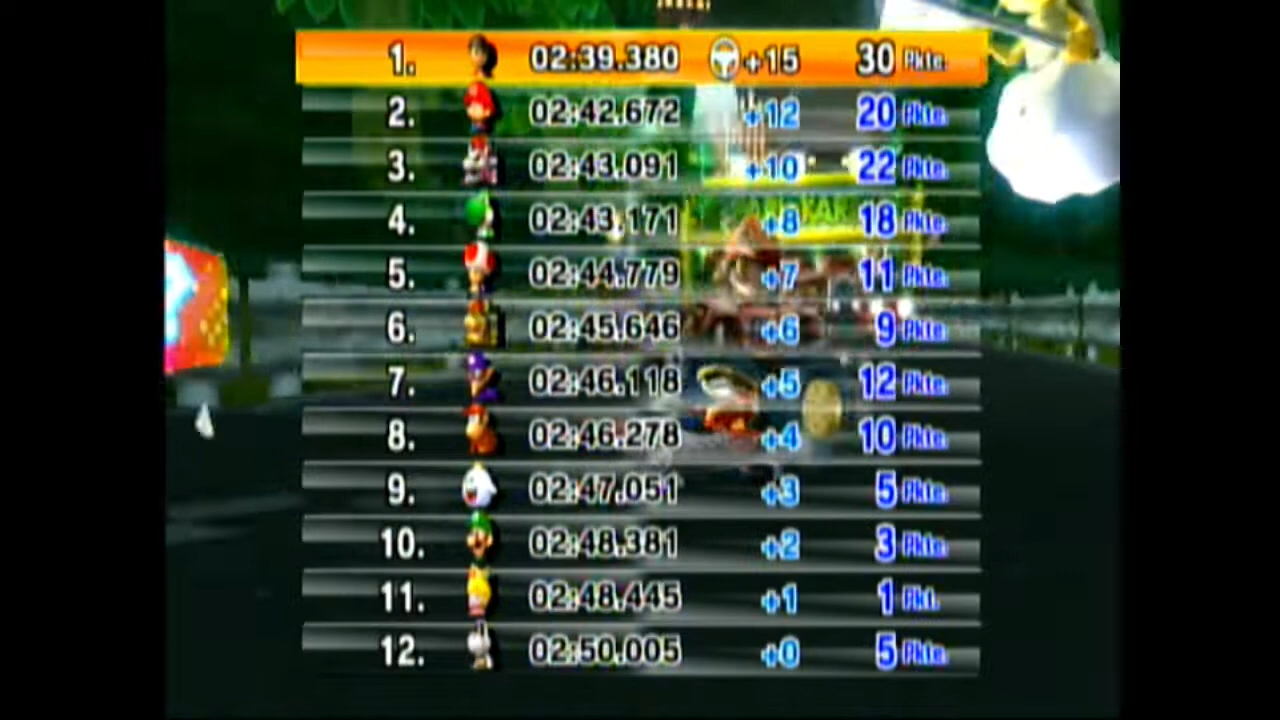 1. 02:39.380 +15 30 Pkte.
2. 02:42.672 +12 20 Pkte.
3. 02:43.091 +10 22 Pkte.
4. 02:43.171 +8 18 Pkte.
5. 02:44.779 +7 11 Pkte.
6. 02:45.646 +6 9 Pkte.
7. 02:46.118 +5 12 Pkte.
8. 02:46.278 +4 10 Pkte.
9. 02:47.051 +3 5 Pkte.
10. 02:48.381 +2 3 Pkte.
11. 02:48.445 +1 1 Pkt.
12. 02:50.005 +0 5 Pkte.